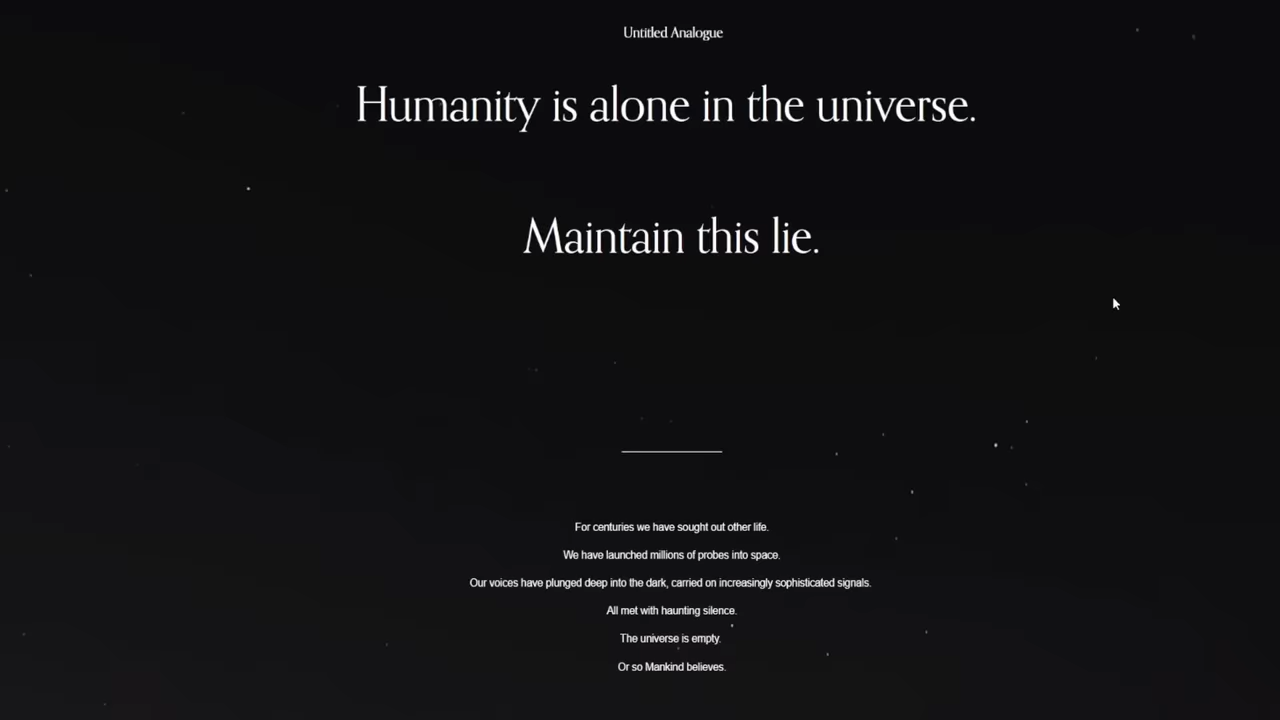 Untitled Analogue
Humanity is alone in the universe.
Maintain this lie.
For centuries we have sought out other life.
We have launched millions of probes into space.
Our voices have plunged deep into the dark, carried on increasingly sophisticated signals.
All met with haunting silence.
The universe is empty.
Or so Mankind believes.